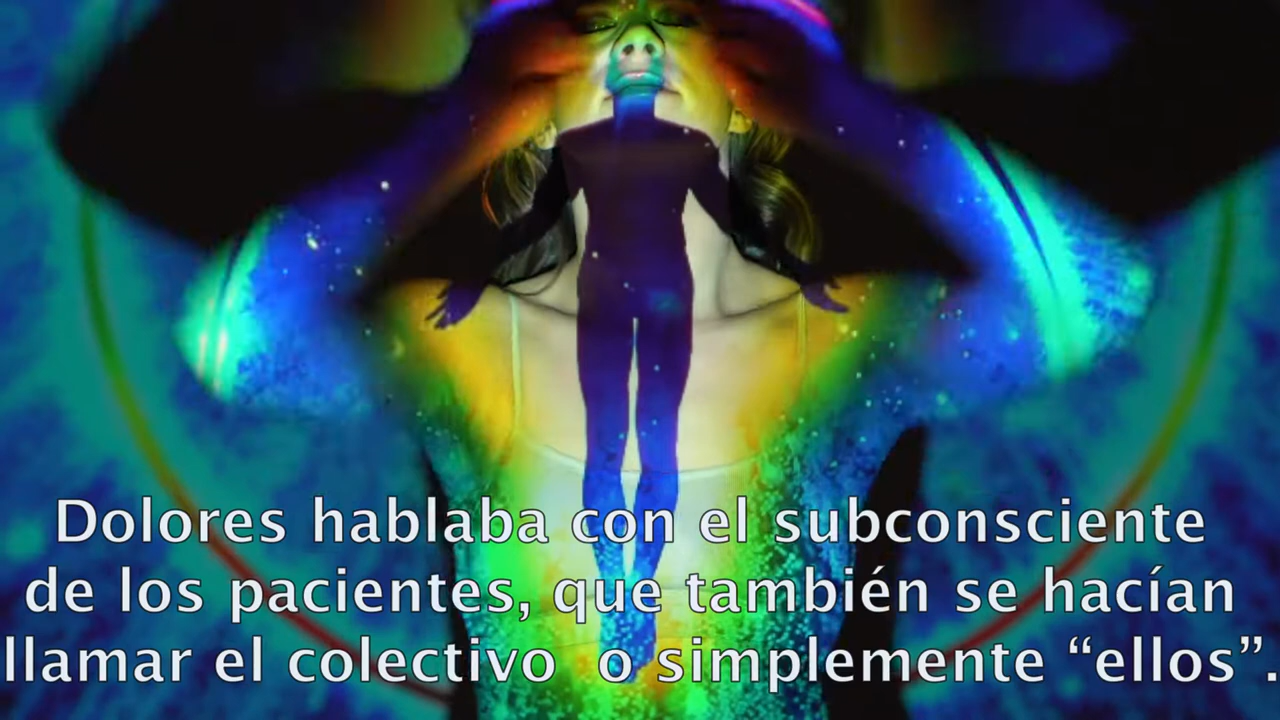 Dolores hablaba con el subconsciente
de los pacientes, que también se hacían
llamar el colectivo  o simplemente “ellos”.